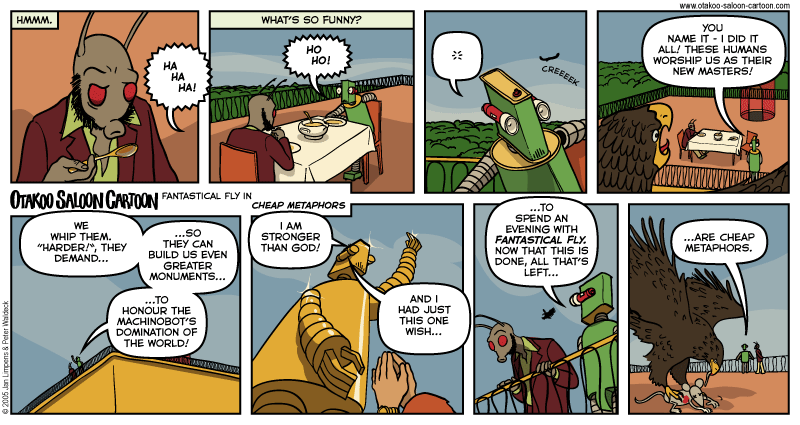 www.otakoo-saloon-cartoon.com
HMMM.
HA
HA
HA!
WHAT'S SO FUNNY?
HO
HO!
CREEEEK
YOU
NAME IT - I DID IT
ALL! THESE HUMANS
WORSHIP US AS THEIR
NEW MASTERS!
OTAKOO SALOON CARTOON FANTASTICAL FLY IN
CHEAP METAPHORS
WE
WHIP THEM.
"HARDER!", THEY
DEMAND...
...SO
THEY CAN
BUILD US EVEN
GREATER
MONUMENTS...
...TO
HONOUR THE
MACHINOBOT'S
DOMINATION OF
THE WORLD!
I AM
STRONGER
THAN GOD!
AND I
HAD JUST
THIS ONE
WISH...
...TO
SPEND AN
EVENING WITH
FANTASTICAL FLY.
NOW THAT THIS IS
DONE, ALL THAT'S
LEFT...
...ARE CHEAP
METAPHORS.
© 2005 Jan Limpens & Peter Waldeck